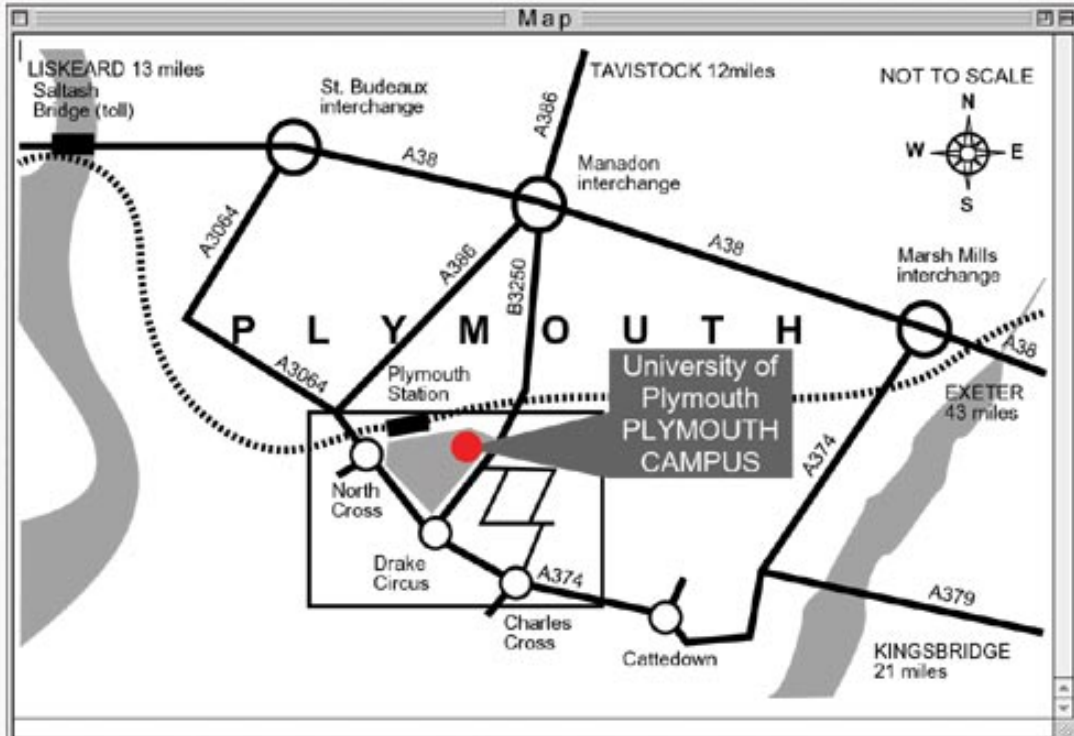 Map
LISKEARD 13 miles
Saltash
Bridge (toll)
St. Budeaux
interchange
A386
TAVISTOCK 12miles
NOT TO SCALE
N
W
E
S
A38
Manadon
interchange
A3064
A386
B3250
A38
Marsh Mills
interchange
PLYMOUTH
A38
A3064
Plymouth
Station
University of
Plymouth
PLYMOUTH
CAMPUS
EXETER
43 miles
A374
North
Cross
Drake
Circus
A374
Charles
Cross
Cattedown
A379
KINGSBRIDGE
21 miles